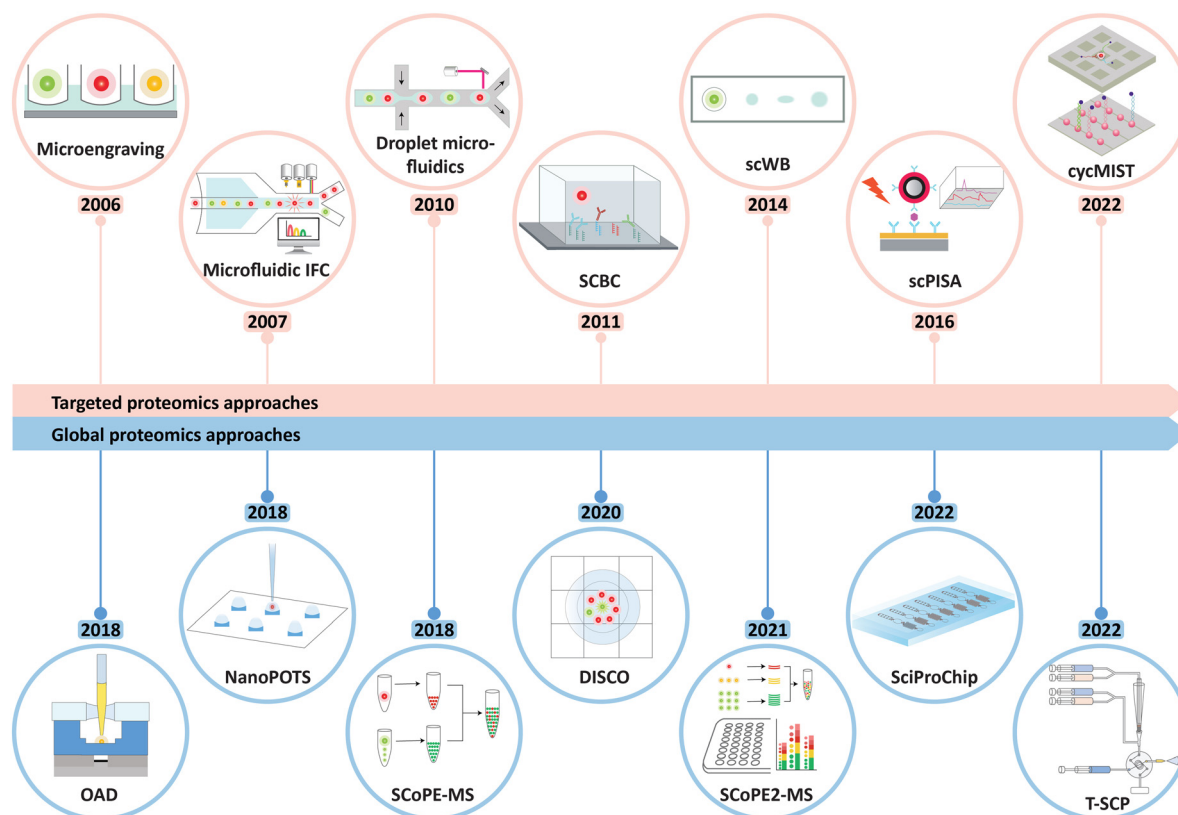 Microengraving
2006
Microfluidic IFC
2007
Droplet micro-
fluidics
2010
SCBC
2011
scWB
2014
scPISA
2016
cycMIST
2022
Targeted proteomics approaches
Global proteomics approaches
2018
OAD
2018
NanoPOTS
2018
SCoPE-MS
2020
DISCO
2021
SCoPE2-MS
2022
SciProChip
2022
T-SCP